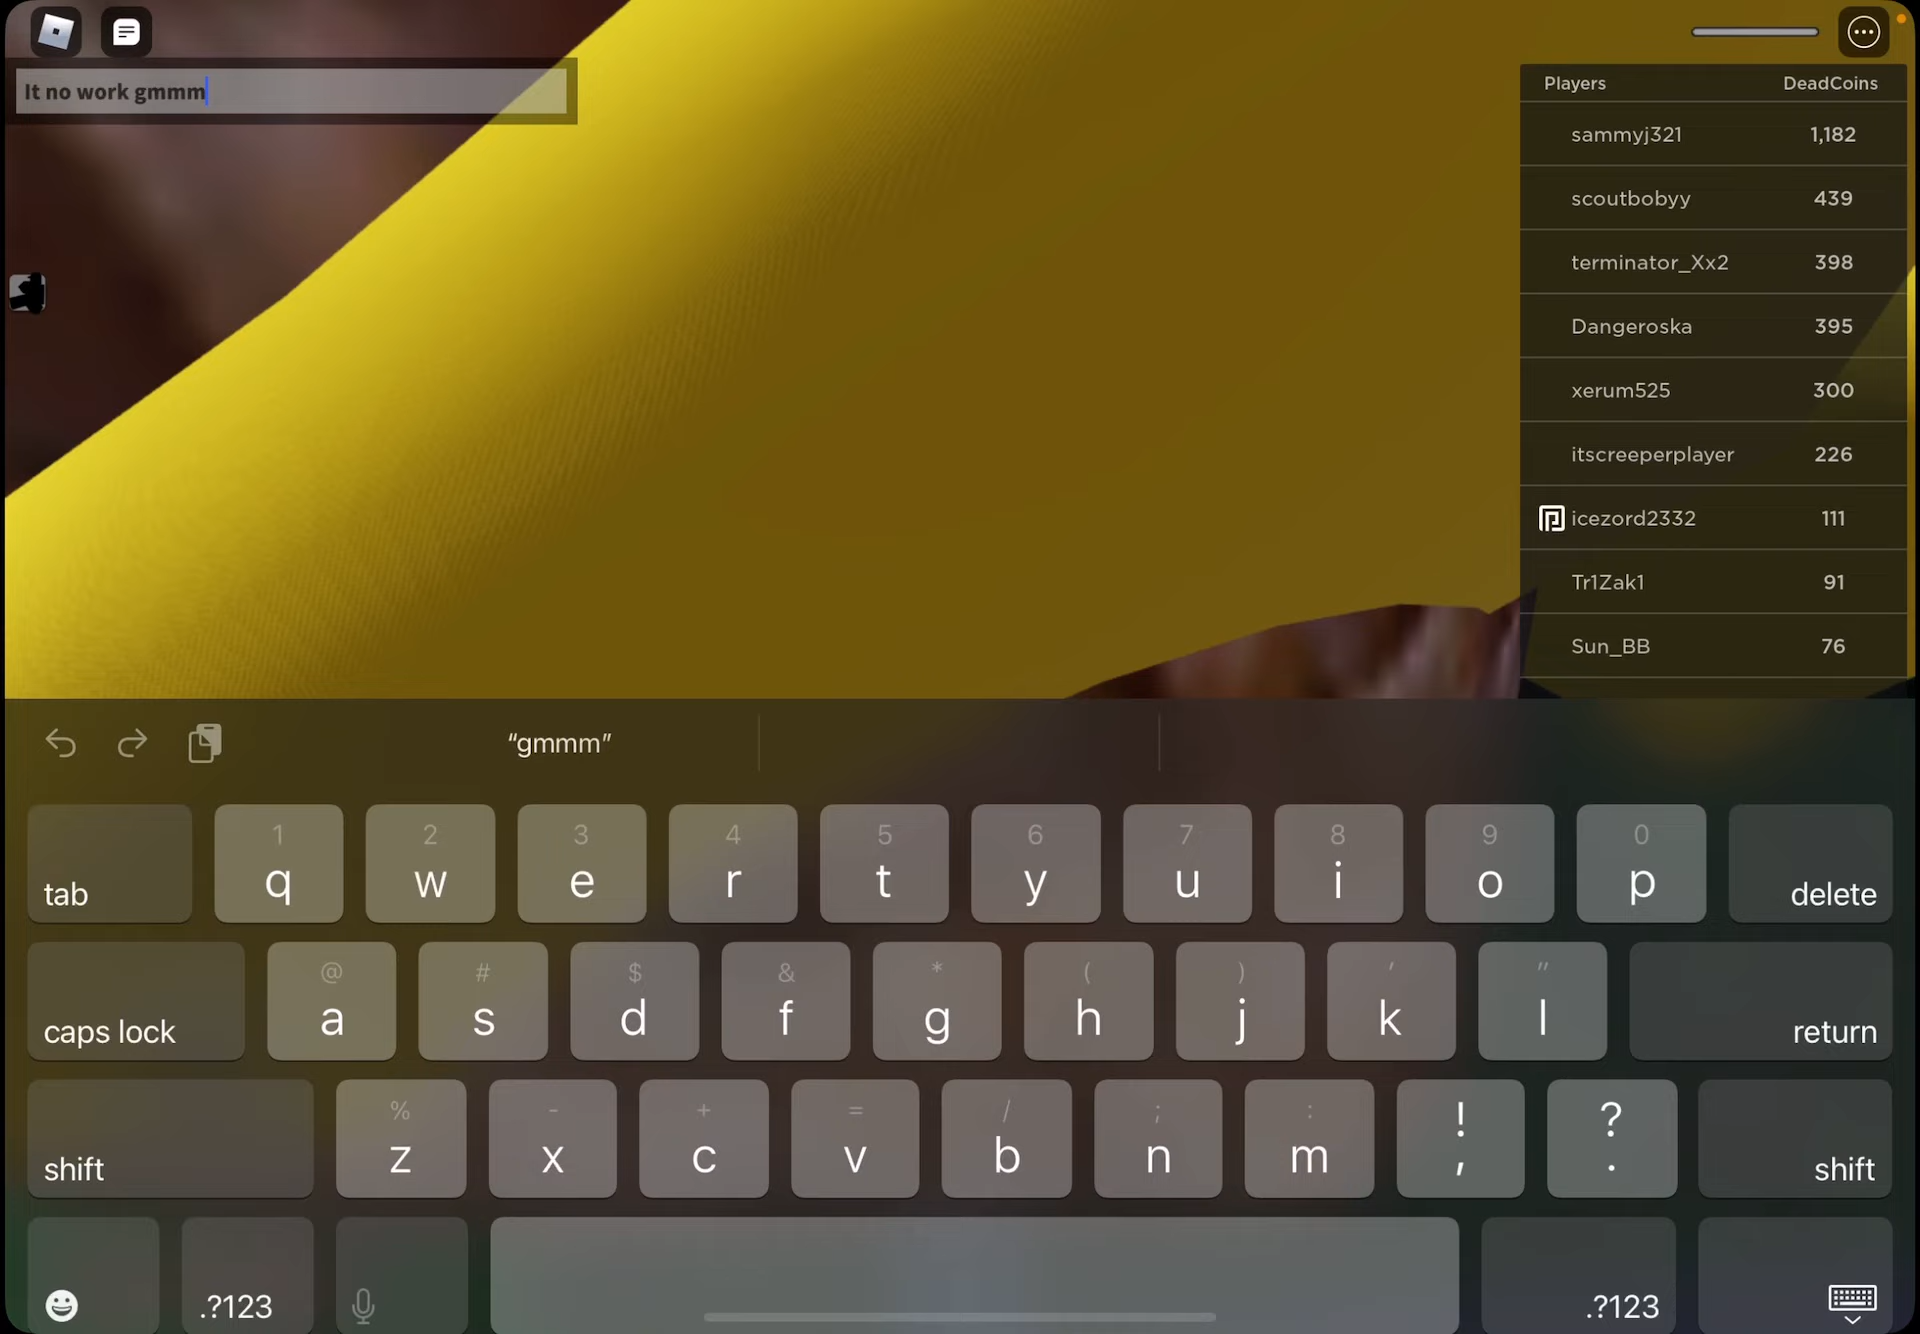 It no work gmmm
Players DeadCoins
sammyj321 1,182
scoutbobyy 439
terminator_Xx2 398
Dangeroska 395
xerum525 300
itscreeperplayer 226
icezord2332 111
Tr1Zak1 91
Sun_BB 76
“gmmm”
1 2 3 4 5 6 7 8 9 0
tab q w e r t y u i o p delete
@ # $ & * ( ) ' "
caps lock a s d f g h j k l return
% - + = / ; : ! ?
shift z x c v b n m , . shift
.?123 .?123